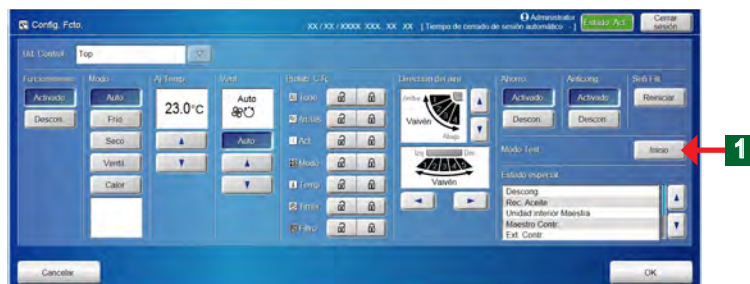 Config. Fcto.
XX / XX / XXXX XXX. XX XX [ Tiempo de cerrado de sesión automático - ]
Administrator
Estado Act.
Cerrar sesión
Ud. Control
Top
Funcionamiento
Activado
Descon.
Modo
Auto
Frío
Seco
Ventil.
Calor
Aj Temp.
23.0°C
Vent.
Auto
Auto
Todo
Act.
Modo
Temp.
Timer
Filtro
Dirección del aire
Arriba
Vaivén
Abajo
Izq
Der.
Vaivén
Ahorro
Activado
Descon.
Anticong.
Activado
Descon.
Señ Filt.
Reiniciar
Modo Test
Inicio
1
Estado especial
Descong.
Rec. Aceite
Unidad interior Maestra
Maestro Contr.
Ext. Contr.
Cancelar
OK